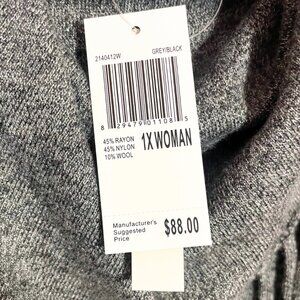 2140412W GREY/BLACK
8 29479 01108 5
45% RAYON
45% NYLON
10% WOOL
1X WOMAN
Manufacturer's
Suggested
Price
$88.00